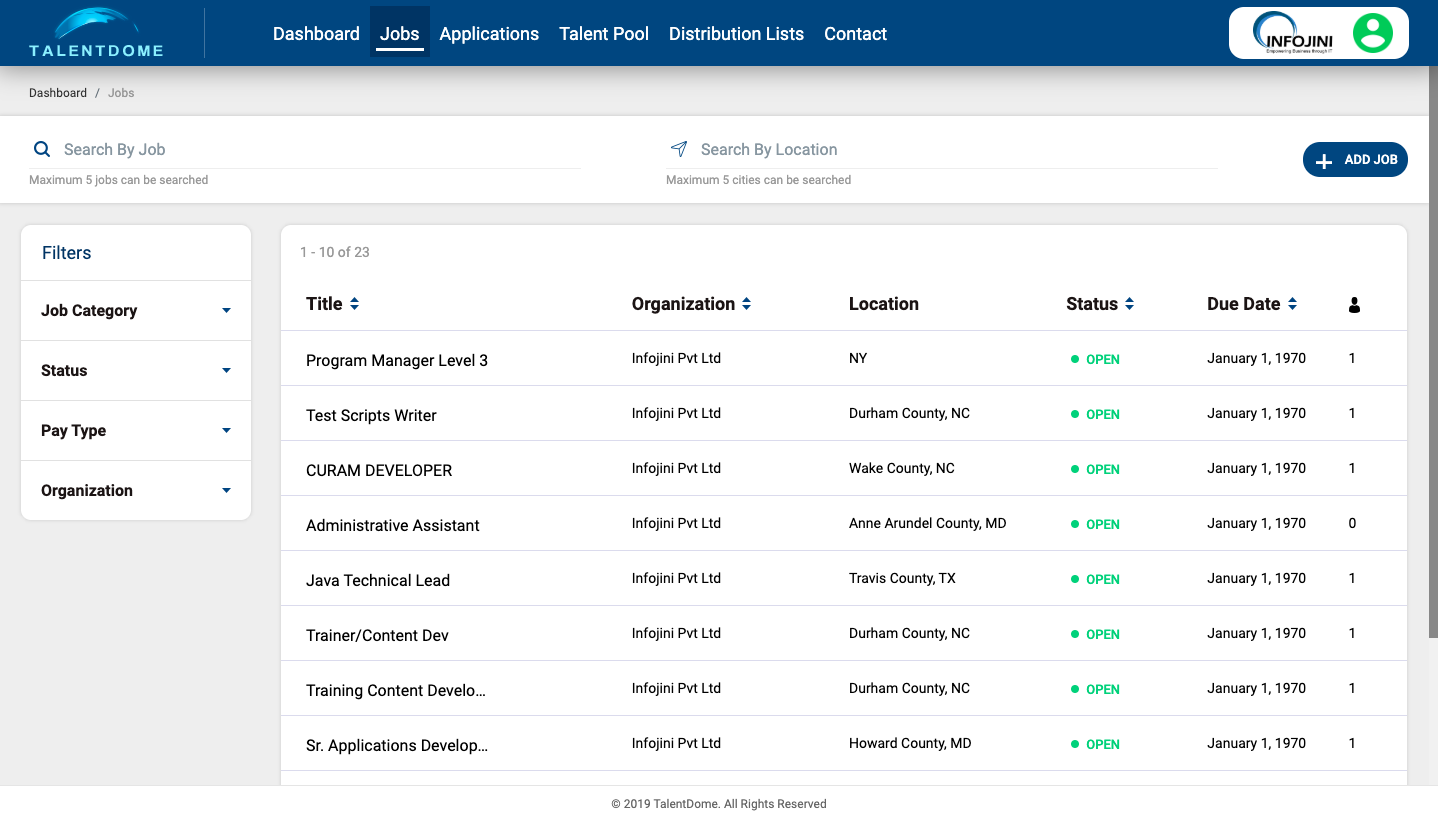 TALENTDOME
Dashboard Jobs Applications Talent Pool Distribution Lists Contact
INFOJINI
Empowering Business through IT
Dashboard / Jobs
Search By Job
Maximum 5 jobs can be searched
Search By Location
Maximum 5 cities can be searched
ADD JOB
Filters
Job Category
Status
Pay Type
Organization
1 - 10 of 23
Title Organization Location Status Due Date
Program Manager Level 3 Infojini Pvt Ltd NY OPEN January 1, 1970 1
Test Scripts Writer Infojini Pvt Ltd Durham County, NC OPEN January 1, 1970 1
CURAM DEVELOPER Infojini Pvt Ltd Wake County, NC OPEN January 1, 1970 1
Administrative Assistant Infojini Pvt Ltd Anne Arundel County, MD OPEN January 1, 1970 0
Java Technical Lead Infojini Pvt Ltd Travis County, TX OPEN January 1, 1970 1
Trainer/Content Dev Infojini Pvt Ltd Durham County, NC OPEN January 1, 1970 1
Training Content Develo... Infojini Pvt Ltd Durham County, NC OPEN January 1, 1970 1
Sr. Applications Develop... Infojini Pvt Ltd Howard County, MD OPEN January 1, 1970 1
© 2019 TalentDome. All Rights Reserved